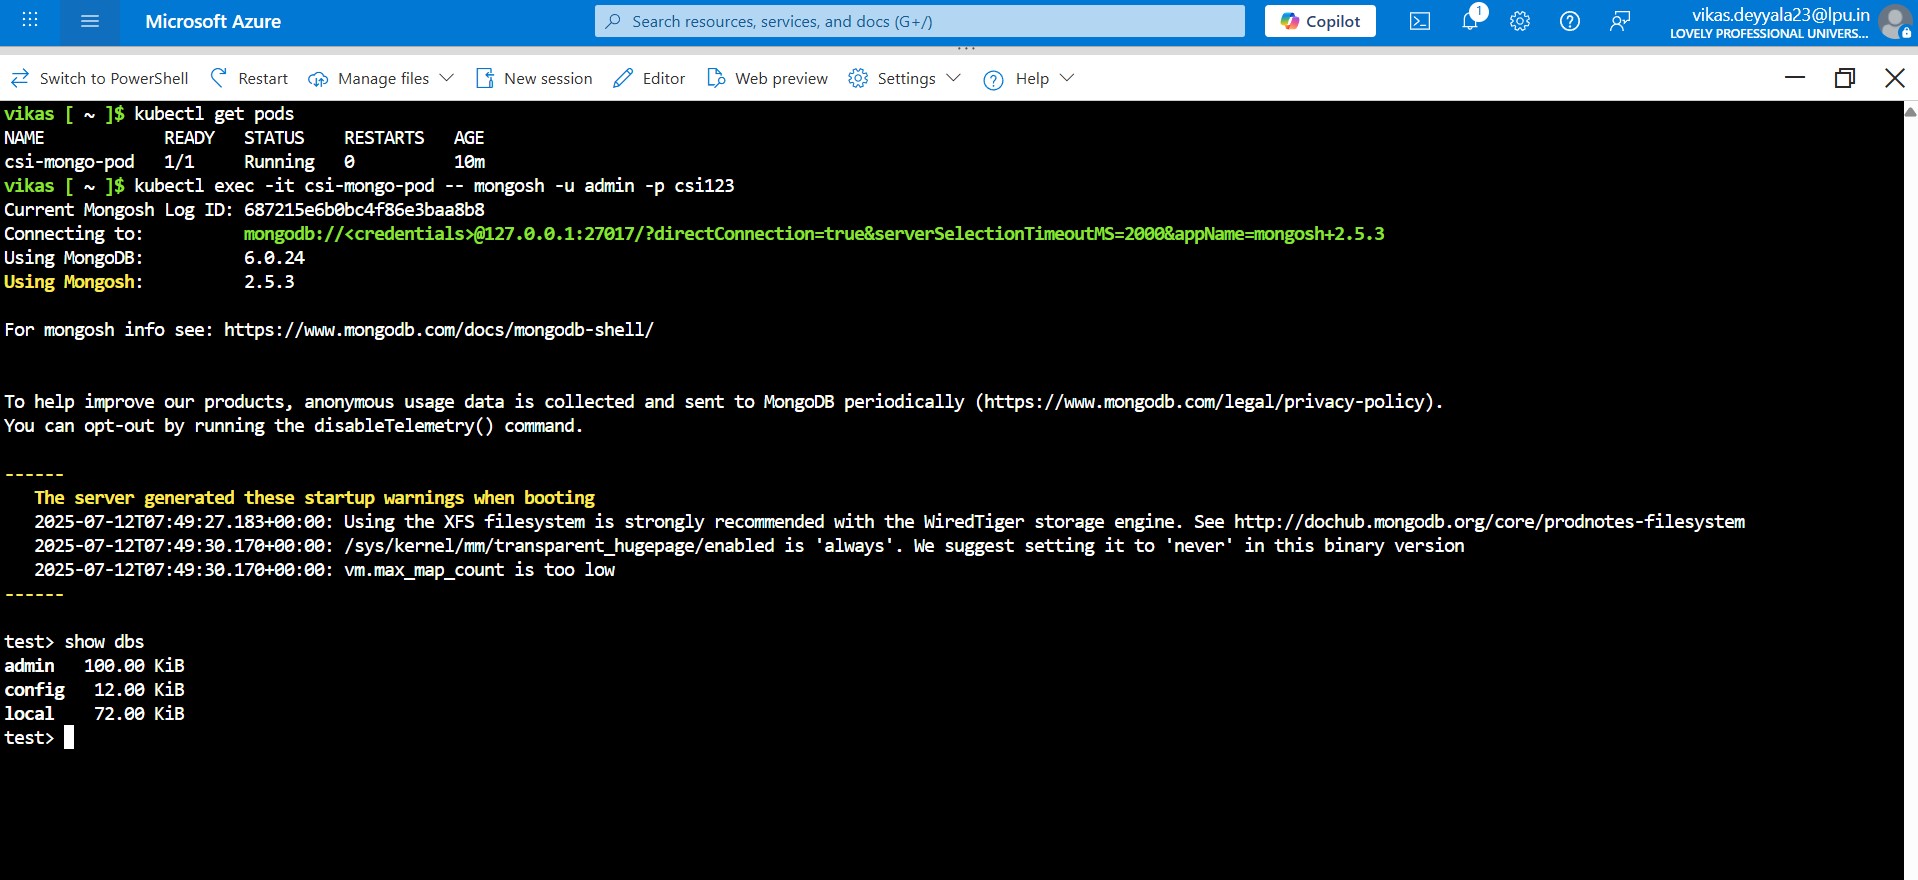 Microsoft Azure
Search resources, services, and docs (G+/)
Copilot
1
vikas.deyyala23@lpu.in
LOVELY PROFESSIONAL UNIVERS...
Switch to PowerShell
Restart
Manage files
New session
Editor
Web preview
Settings
Help
vikas [ ~ ]$ kubectl get pods
NAME            READY   STATUS    RESTARTS   AGE
csi-mongo-pod   1/1     Running   0          10m
vikas [ ~ ]$ kubectl exec -it csi-mongo-pod -- mongosh -u admin -p csi123
Current Mongosh Log ID: 687215e6b0bc4f86e3baa8b8
Connecting to:          mongodb://<credentials>@127.0.0.1:27017/?directConnection=true&serverSelectionTimeoutMS=2000&appName=mongosh+2.5.3
Using MongoDB:          6.0.24
Using Mongosh:          2.5.3
For mongosh info see: https://www.mongodb.com/docs/mongodb-shell/
To help improve our products, anonymous usage data is collected and sent to MongoDB periodically (https://www.mongodb.com/legal/privacy-policy).
You can opt-out by running the disableTelemetry() command.
------
The server generated these startup warnings when booting
2025-07-12T07:49:27.183+00:00: Using the XFS filesystem is strongly recommended with the WiredTiger storage engine. See http://dochub.mongodb.org/core/prodnotes-filesystem
2025-07-12T07:49:30.170+00:00: /sys/kernel/mm/transparent_hugepage/enabled is 'always'. We suggest setting it to 'never' in this binary version
2025-07-12T07:49:30.170+00:00: vm.max_map_count is too low
------
test> show dbs
admin   100.00 KiB
config   12.00 KiB
local    72.00 KiB
test>